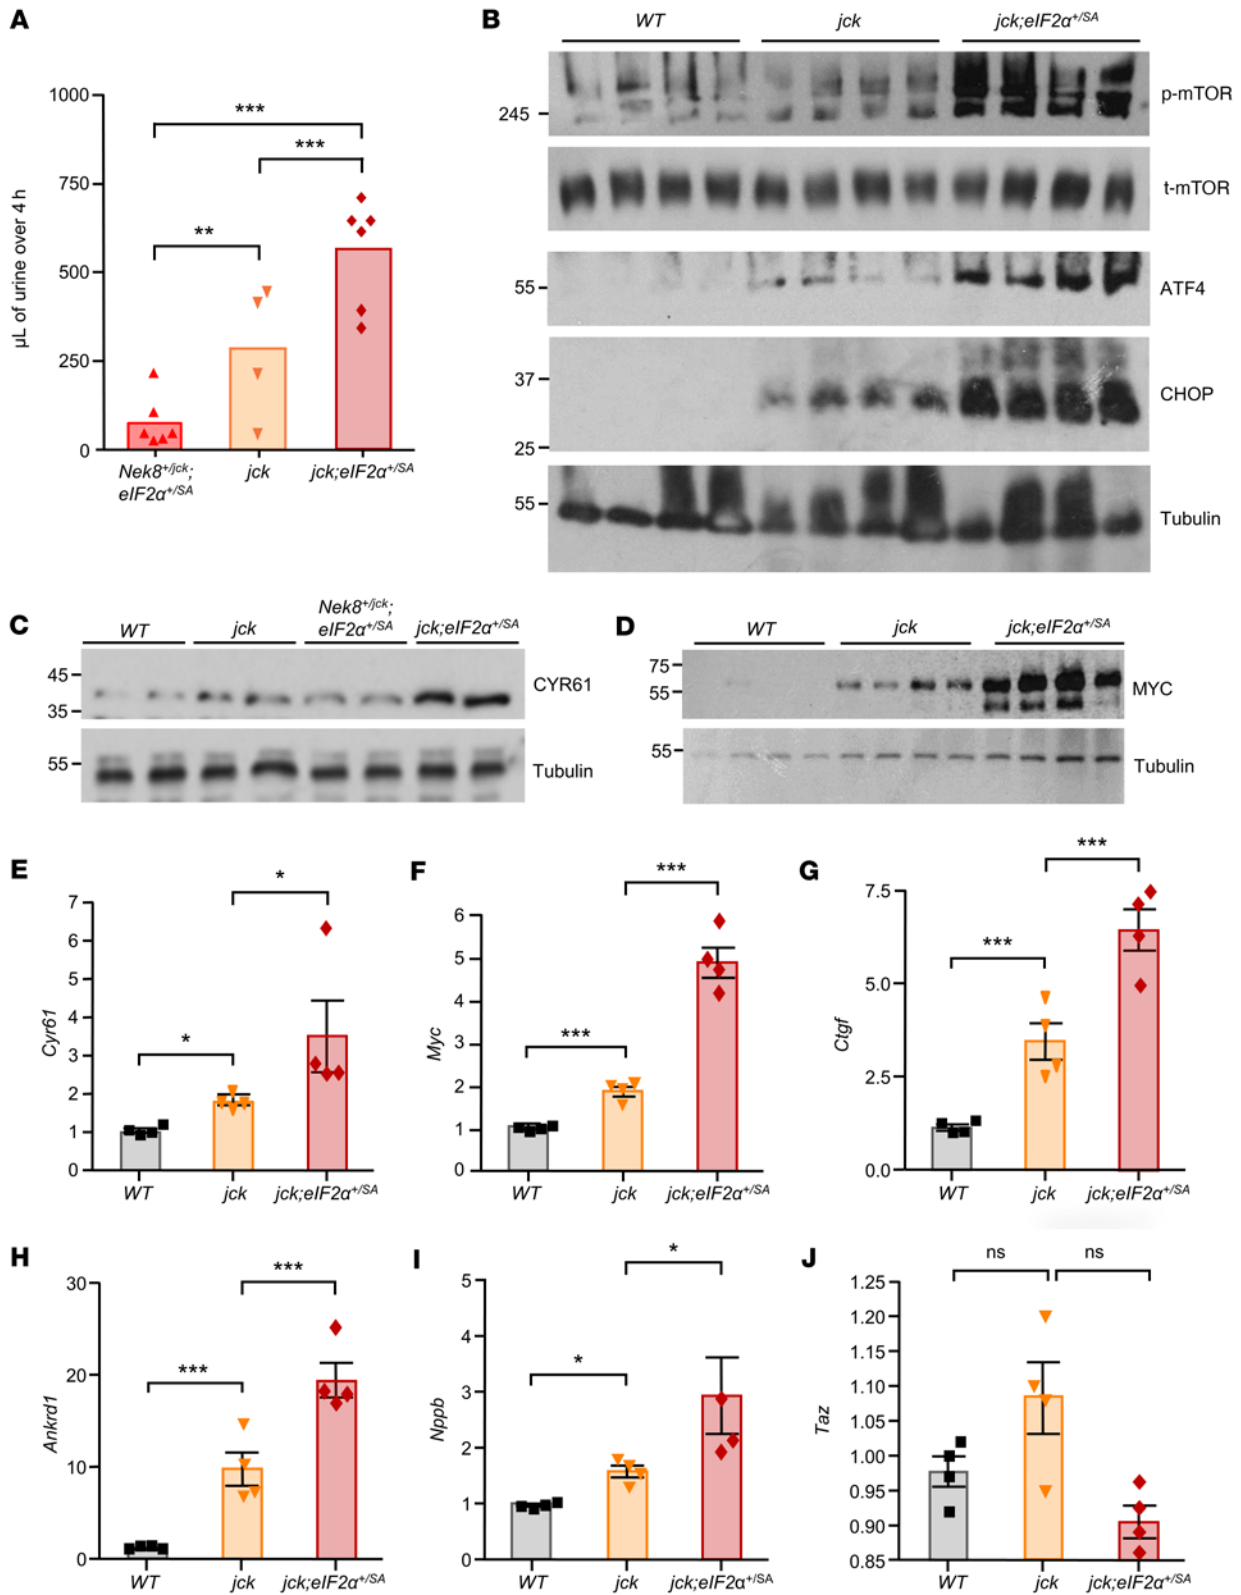 A
1000
750
500
250
0
µL of urine over 4 h
***
***
**
Nek8+/jck;
eIF2α+/SA
jck
jck;eIF2α+/SA
B
WT
jck
jck;eIF2α+/SA
245
p-mTOR
t-mTOR
55
ATF4
37
CHOP
25
55
Tubulin
C
WT
jck
Nek8+/jck;
eIF2α+/SA
jck;eIF2α+/SA
45
CYR61
35
55
Tubulin
D
WT
jck
jck;eIF2α+/SA
75
55
MYC
55
Tubulin
E
7
6
5
4
3
2
1
0
Cyr61
*
*
WT
jck
jck;eIF2α+/SA
F
6
5
4
3
2
1
0
Myc
***
***
WT
jck
jck;eIF2α+/SA
G
7.5
5.0
2.5
0.0
Ctgf
***
***
WT
jck
jck;eIF2α+/SA
H
30
20
10
0
Ankrd1
***
***
WT
jck
jck;eIF2α+/SA
I
5
4
3
2
1
0
Nppb
*
*
WT
jck
jck;eIF2α+/SA
J
1.25
1.20
1.15
1.10
1.05
1.00
0.95
0.90
0.85
Taz
ns
ns
WT
jck
jck;eIF2α+/SA